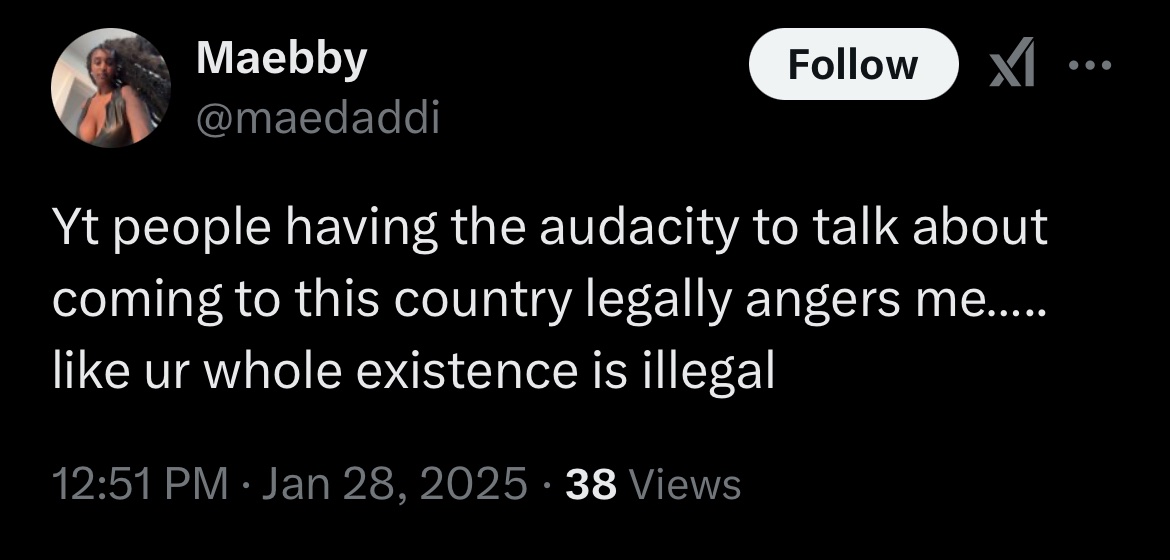 Maebby
Follow
@maedaddi
Yt people having the audacity to talk about
coming to this country legally angers me.....
like ur whole existence is illegal
12:51 PM · Jan 28, 2025 · 38 Views